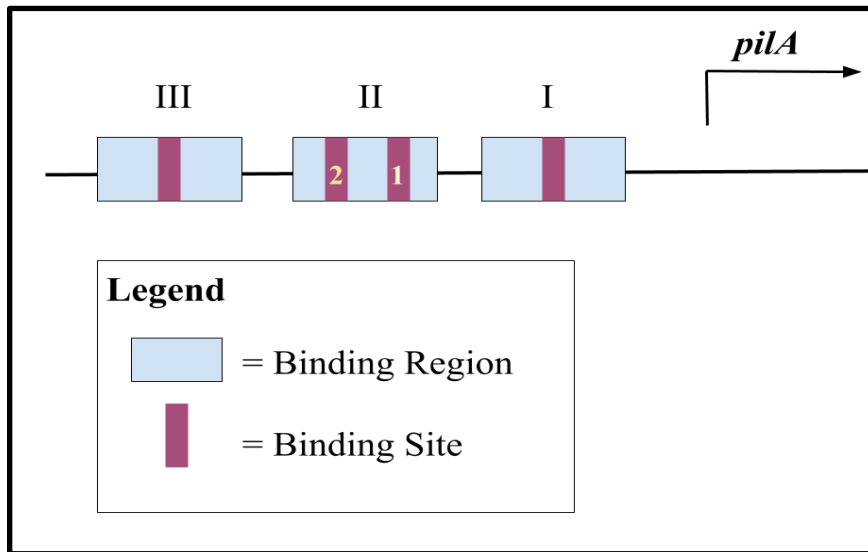 pilA
III II I
2 1
Legend
= Binding Region
= Binding Site